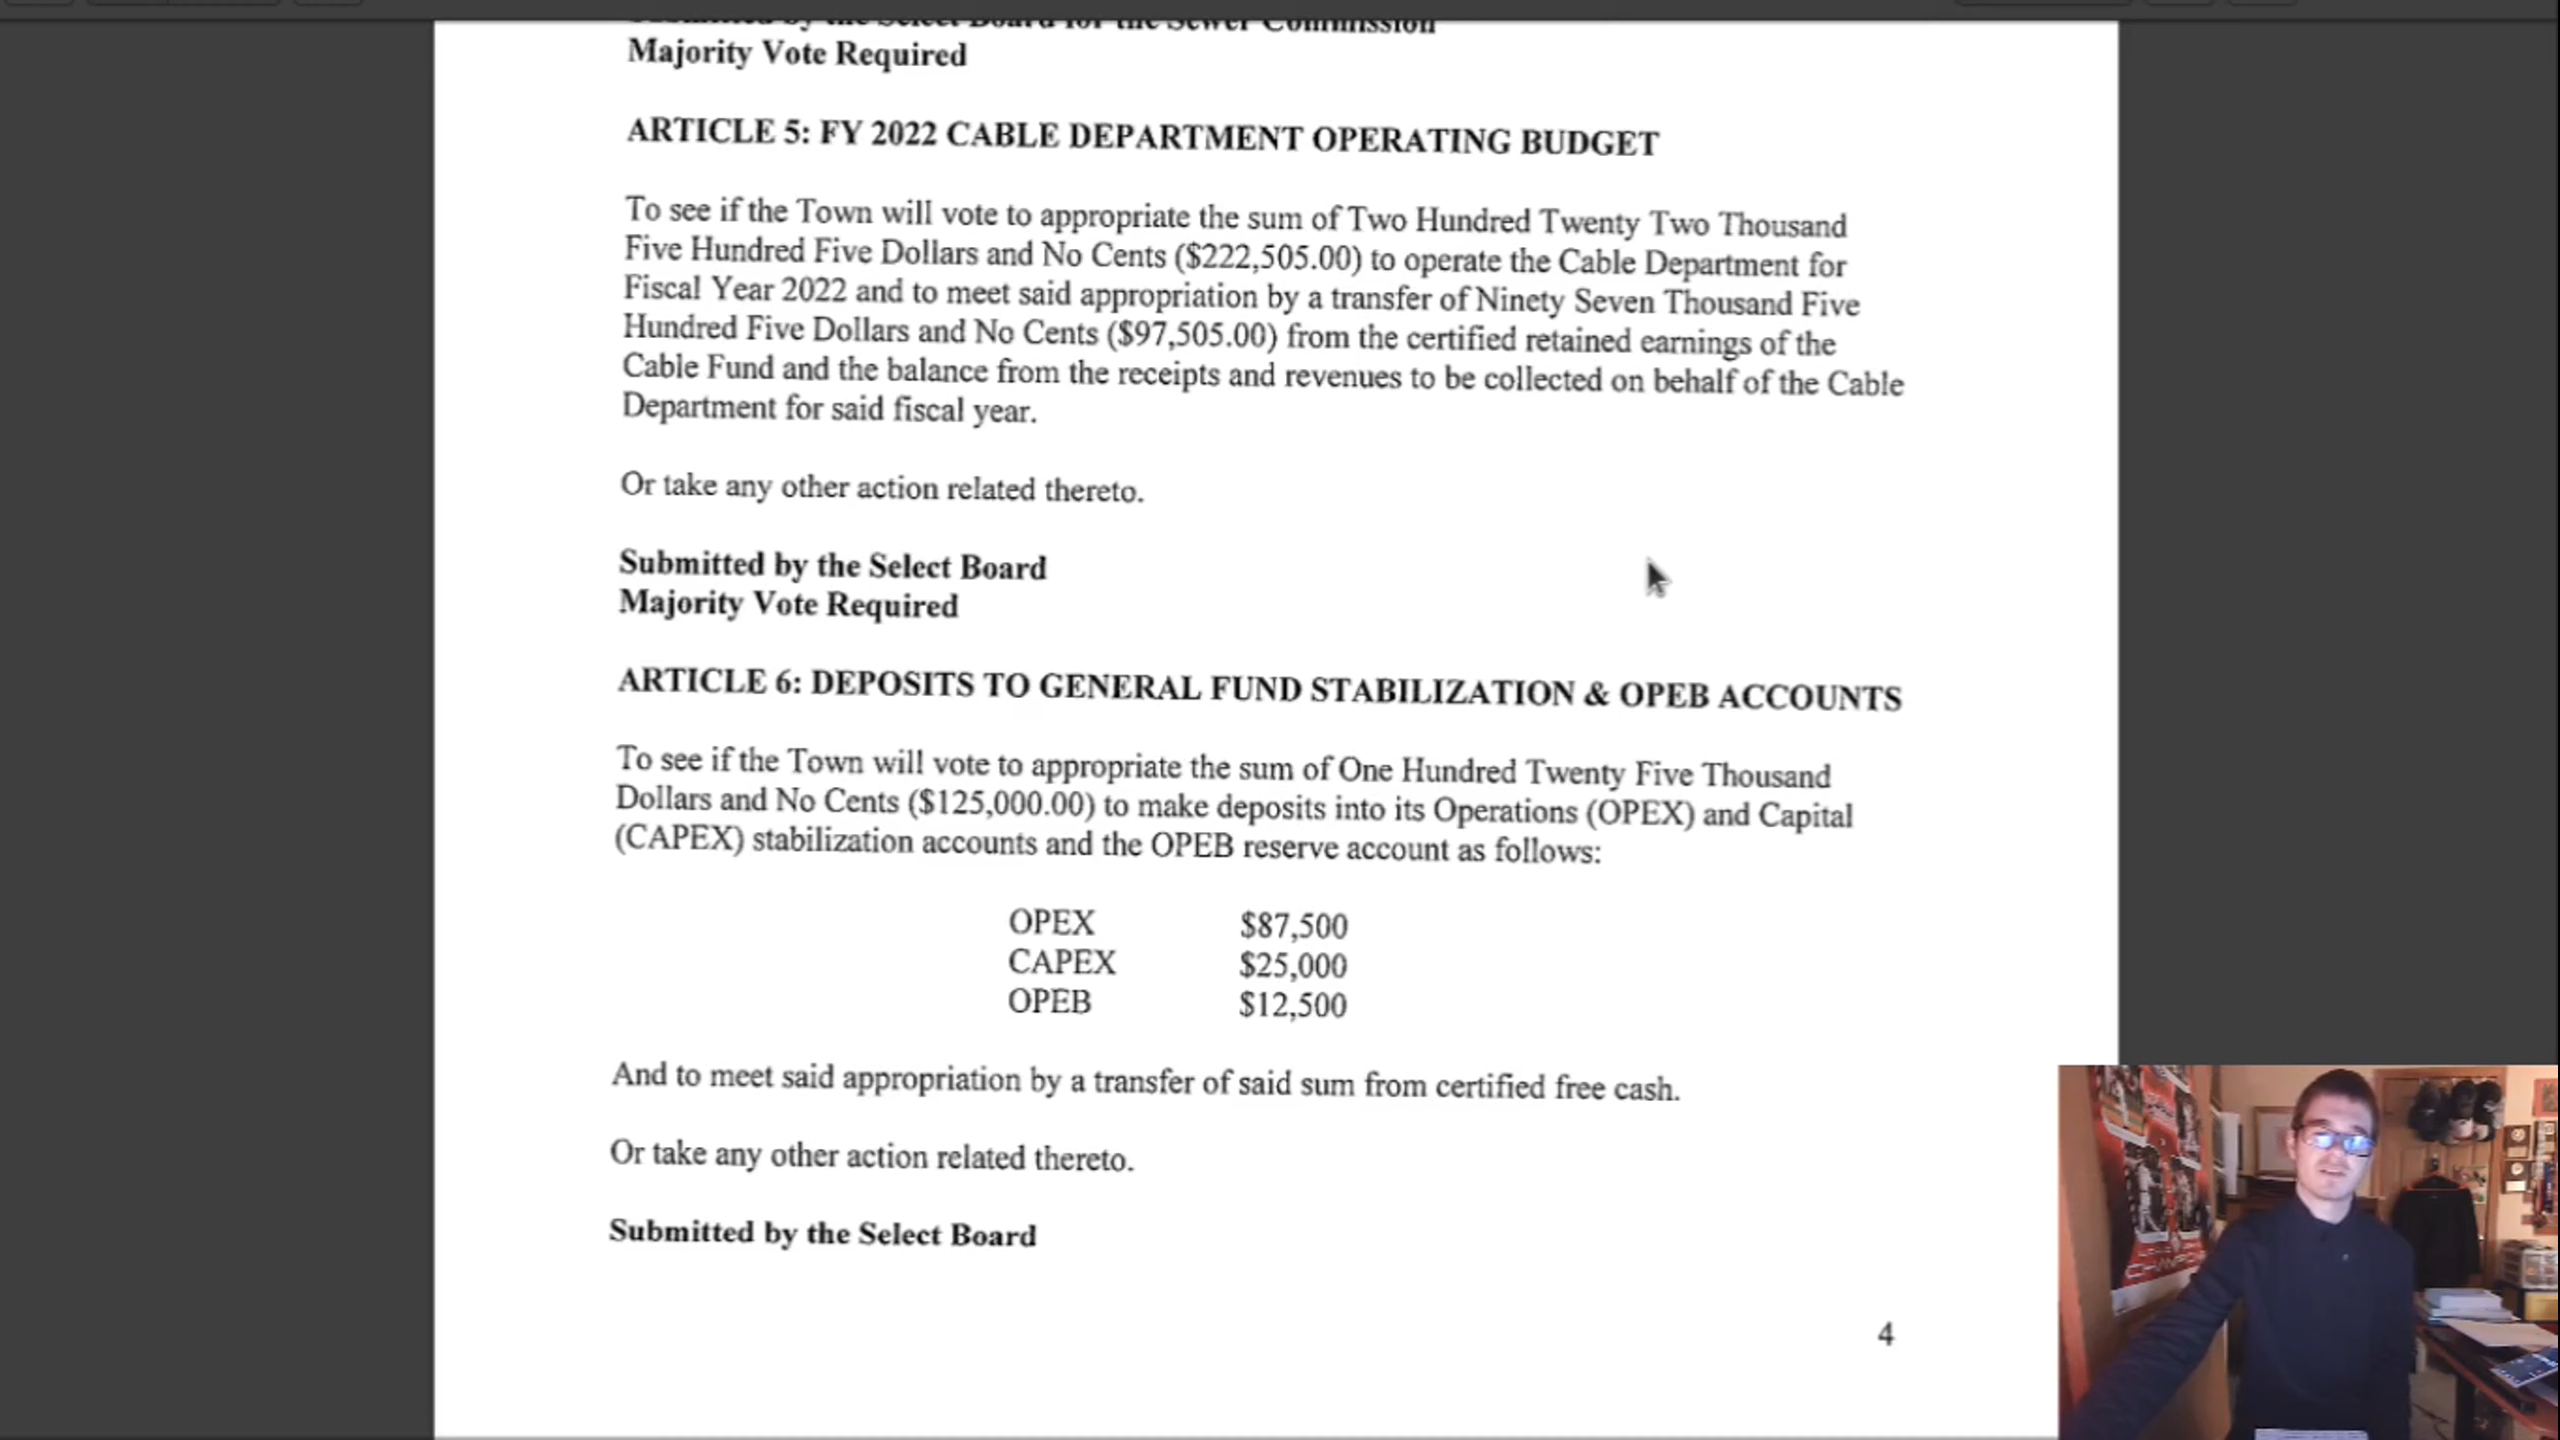 Submitted by the Select Board for the Sewer Commission
Majority Vote Required
ARTICLE 5: FY 2022 CABLE DEPARTMENT OPERATING BUDGET
To see if the Town will vote to appropriate the sum of Two Hundred Twenty Two Thousand
Five Hundred Five Dollars and No Cents ($222,505.00) to operate the Cable Department for
Fiscal Year 2022 and to meet said appropriation by a transfer of Ninety Seven Thousand Five
Hundred Five Dollars and No Cents ($97,505.00) from the certified retained earnings of the
Cable Fund and the balance from the receipts and revenues to be collected on behalf of the Cable
Department for said fiscal year.
Or take any other action related thereto.
Submitted by the Select Board
Majority Vote Required
ARTICLE 6: DEPOSITS TO GENERAL FUND STABILIZATION & OPEB ACCOUNTS
To see if the Town will vote to appropriate the sum of One Hundred Twenty Five Thousand
Dollars and No Cents ($125,000.00) to make deposits into its Operations (OPEX) and Capital
(CAPEX) stabilization accounts and the OPEB reserve account as follows:
OPEX $87,500
CAPEX $25,000
OPEB $12,500
And to meet said appropriation by a transfer of said sum from certified free cash.
Or take any other action related thereto.
Submitted by the Select Board
4